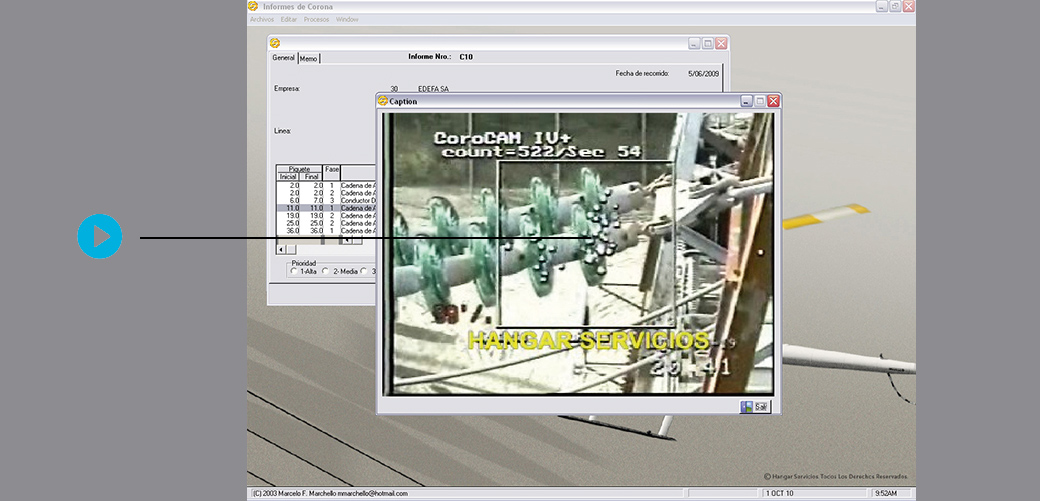 Informes de Corona
Archivos Editar Procesos Window
General Memo
Informe Nro.: C10
Fecha de recorrido: 5/06/2009
Empresa: 30 EDEFA SA
Linea:
Piquete Fase
Inicial Final
2.0 2.0 1 Cadena de A
2.0 2.0 2 Cadena de A
6.0 7.0 3 Conductor D
11.0 11.0 1 Cadena de A
19.0 19.0 2 Cadena de A
25.0 25.0 2 Cadena de A
36.0 36.0 1 Cadena de A
Prioridad
1-Alta 2- Media 3
Caption
CoroCAM IV+
count=522/Sec 54
HANGAR SERVICIOS
20:41
Salir
© Hangar Servicios Todos Los Derechos Reservados.
(C) 2003 Marcelo F. Marchello mmarchello@hotmail.com
1 OCT 10
9:52AM